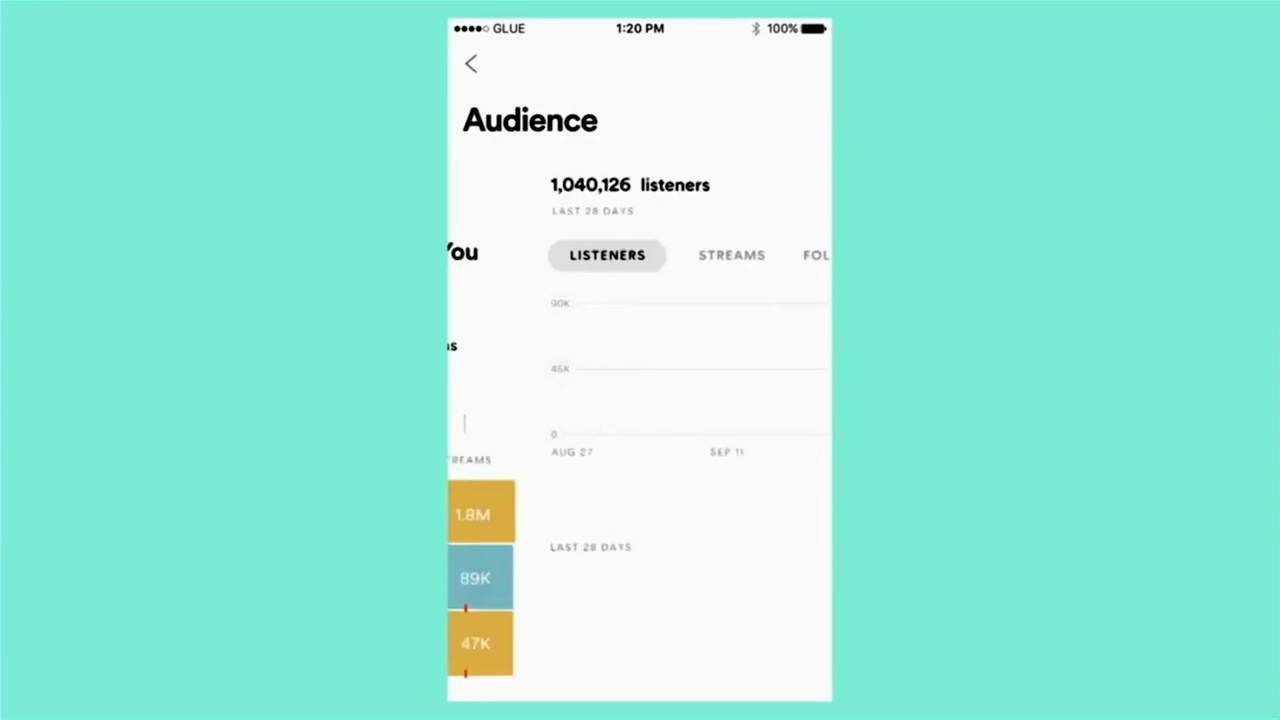 GLUE 1:20 PM 100%
Audience
1,040,126 listeners
LAST 28 DAYS
You
LISTENERS STREAMS FOL
90K
45K
0
AUG 27 SEP 11
REAMS
1.8M
LAST 28 DAYS
89K
47K